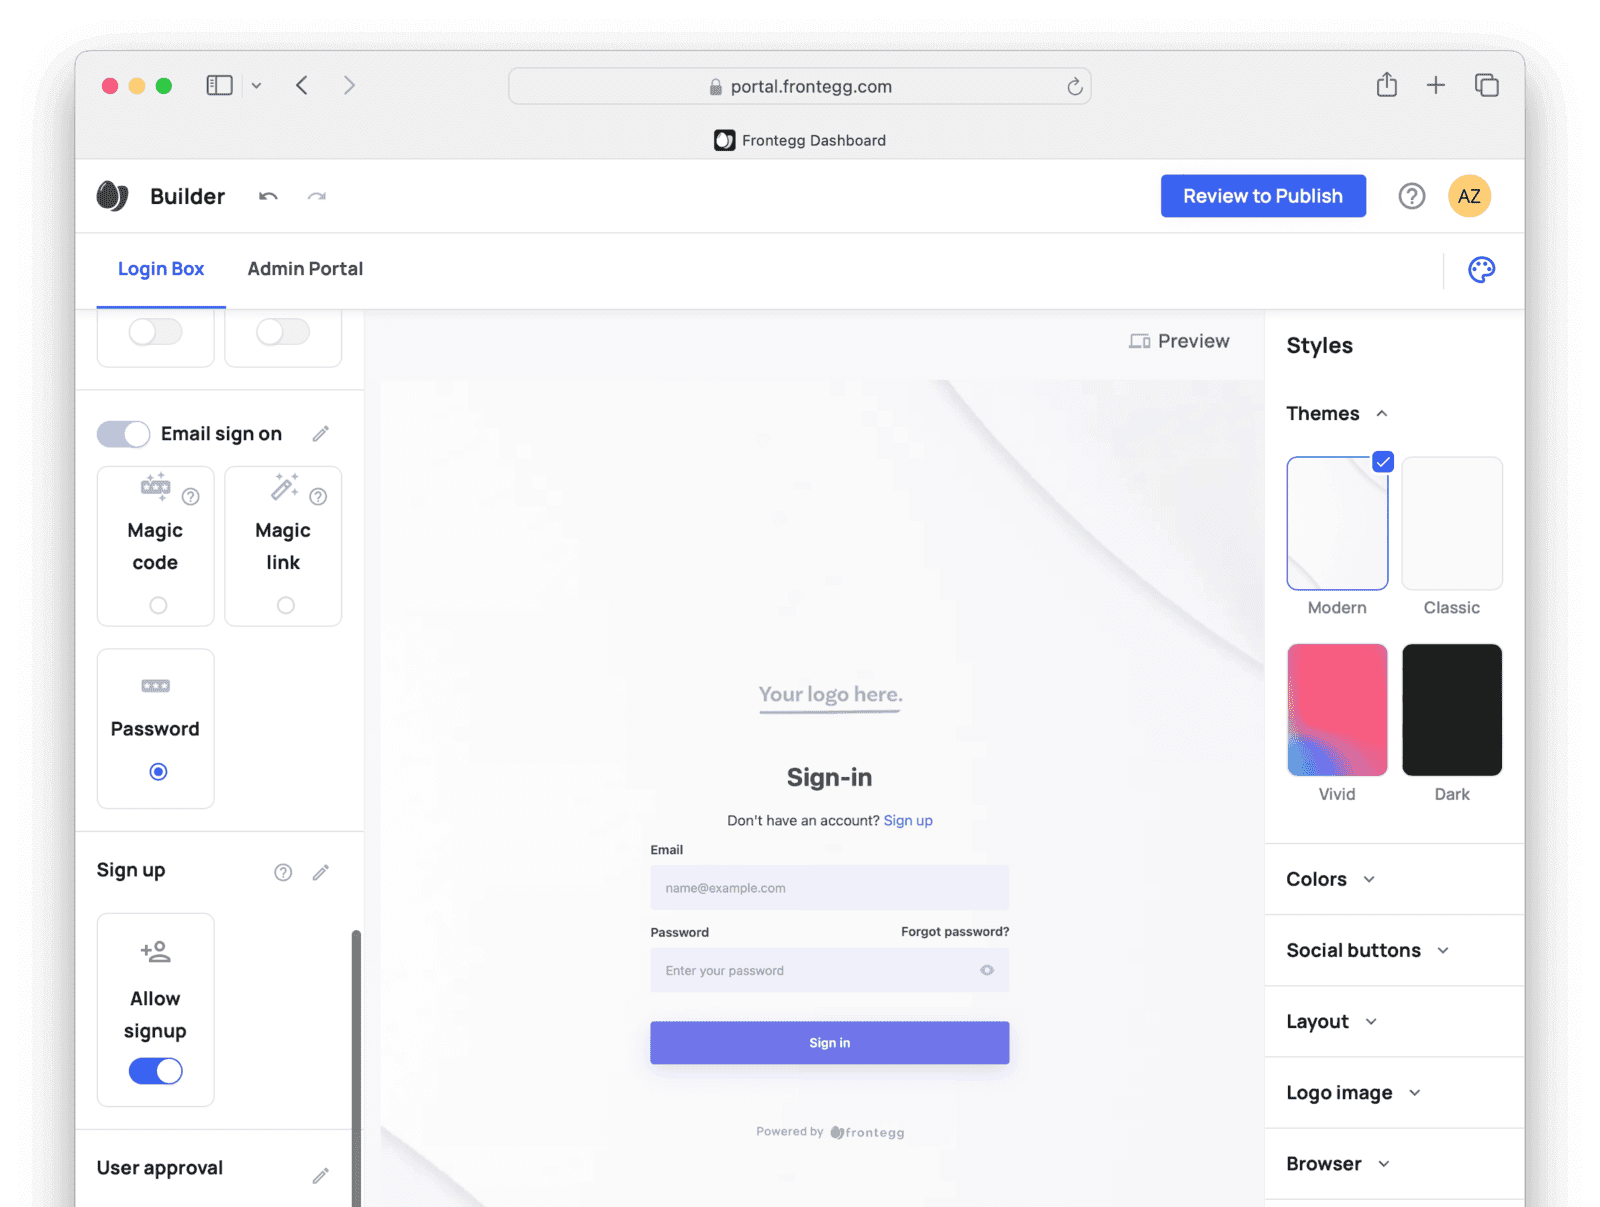 portal.frontegg.com
Frontegg Dashboard
Builder
Review to Publish
AZ
Login Box
Admin Portal
Preview
Email sign on
Magic
code
Magic
link
Password
Sign up
Allow
signup
User approval
Your logo here.
Sign-in
Don't have an account? Sign up
Email
name@example.com
Password
Forgot password?
Enter your password
Sign in
Powered by frontegg
Styles
Themes
Modern
Classic
Vivid
Dark
Colors
Social buttons
Layout
Logo image
Browser